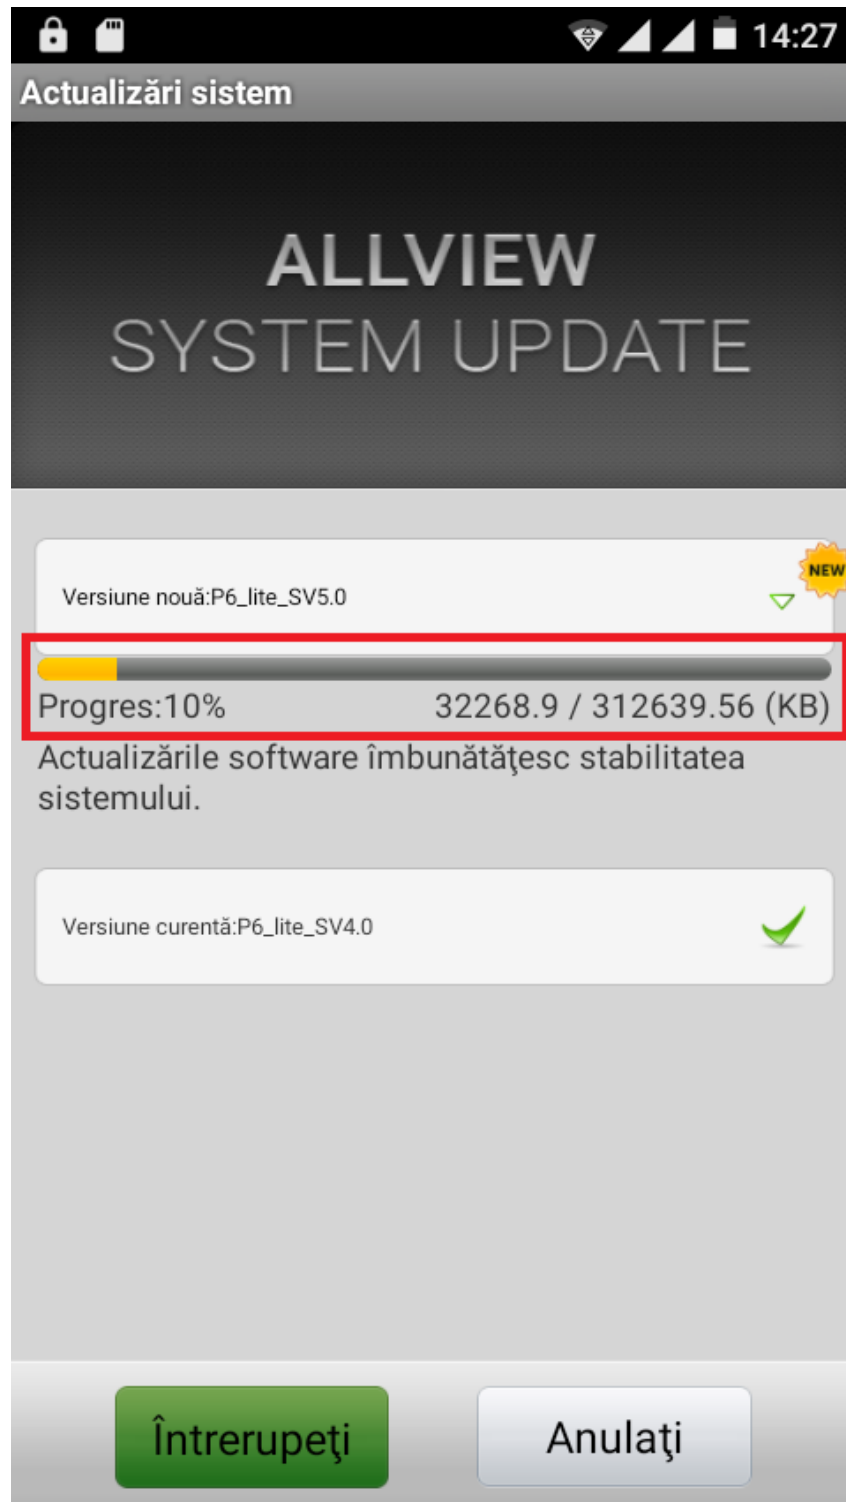 14:27
Actualizări sistem
ALLVIEW
SYSTEM UPDATE
NEW
Versiune nouă:P6_lite_SV5.0
Progres:10% 32268.9 / 312639.56 (KB)
Actualizările software îmbunătăţesc stabilitatea
sistemului.
Versiune curentă:P6_lite_SV4.0
Întrerupeţi Anulaţi